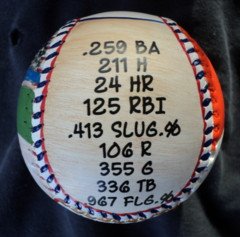 .259 BA
211 H
24 HR
125 RBI
.413 SLUG.%
106 R
355 G
336 TB
.967 FLG.%